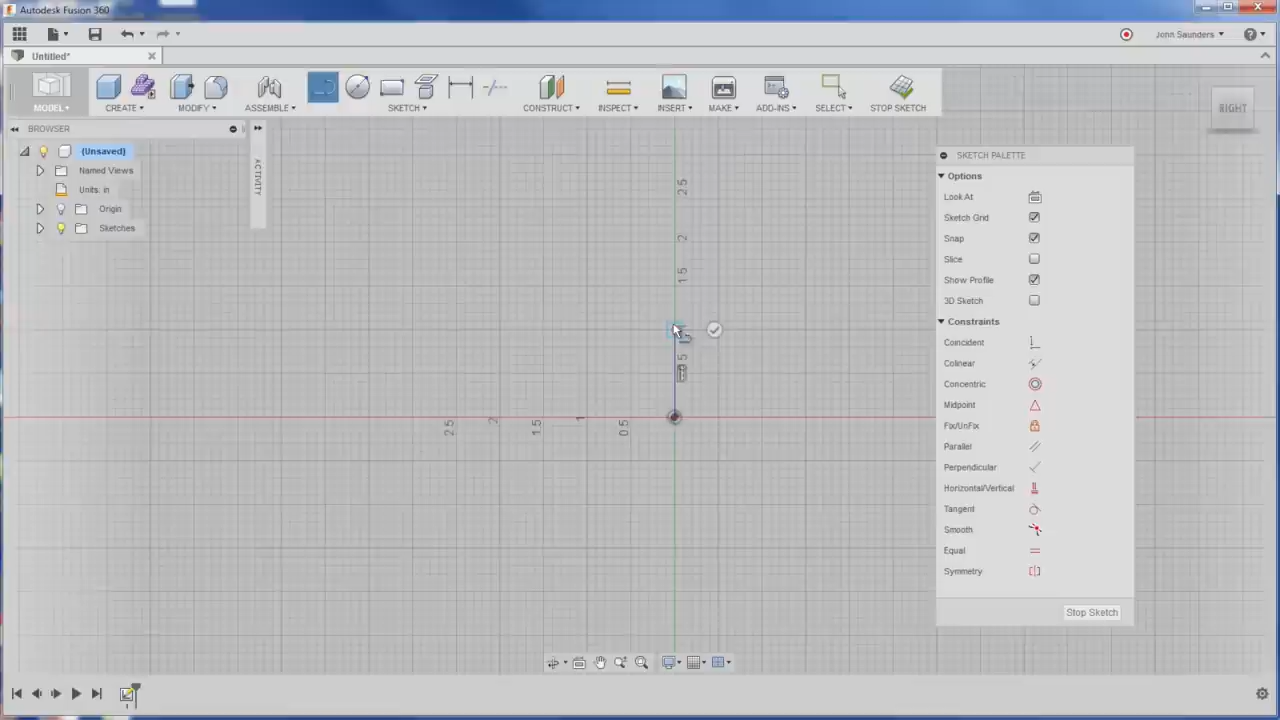 Autodesk Fusion 360
John Saunders
Untitled*
MODEL
CREATE
MODIFY
ASSEMBLE
SKETCH
CONSTRUCT
INSPECT
INSERT
MAKE
ADD-INS
SELECT
STOP SKETCH
RIGHT
BROWSER
ACTIVITY
(Unsaved)
Named Views
Units: in
Origin
Sketches
SKETCH PALETTE
Options
Look At
Sketch Grid
Snap
Slice
Show Profile
3D Sketch
Constraints
Coincident
Colinear
Concentric
Midpoint
Fix/UnFix
Parallel
Perpendicular
Horizontal/Vertical
Tangent
Smooth
Equal
Symmetry
Stop Sketch
2.5
2
1.5
2.5
2
1.5
1
0.5